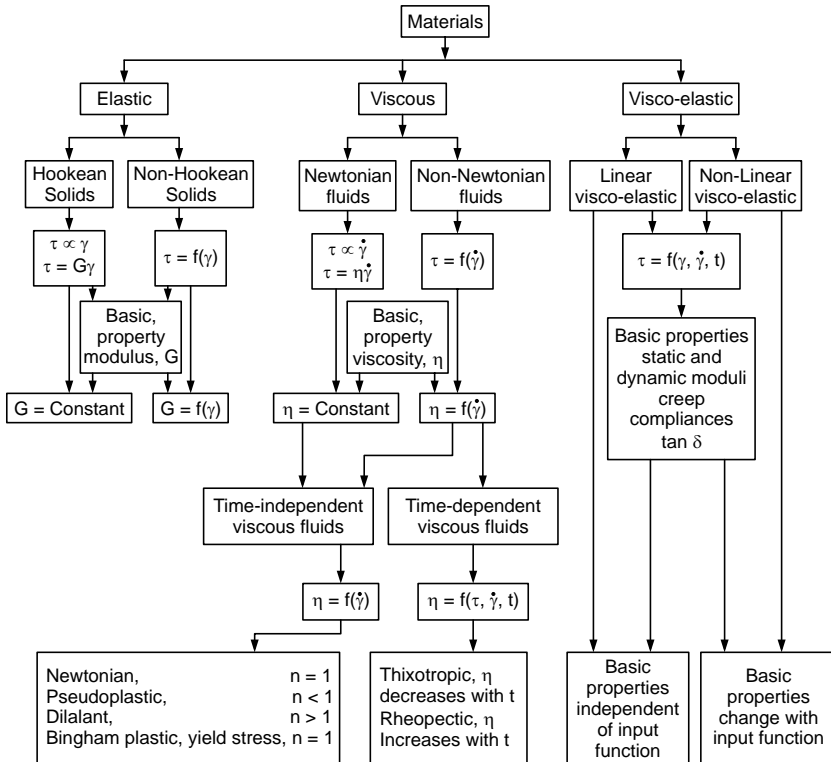 Materials
Elastic
Viscous
Visco-elastic
Hookean
Solids
Non-Hookean
Solids
Newtonian
fluids
Non-Newtonian
fluids
Linear
visco-elastic
Non-Linear
visco-elastic
τ ∝ γ
τ = Gγ
τ = f(γ)
τ ∝ γ̇
τ = ηγ̇
τ = f(γ̇)
τ = f(γ, γ̇, t)
Basic,
property
modulus, G
Basic,
property
viscosity, η
Basic properties
static and
dynamic moduli
creep
compliances
tan δ
G = Constant
G = f(γ)
η = Constant
η = f(γ̇)
Time-independent
viscous fluids
Time-dependent
viscous fluids
η = f(γ̇)
η = f(τ, γ̇, t)
Newtonian, n = 1
Pseudoplastic, n < 1
Dilalant, n > 1
Bingham plastic, yield stress, n = 1
Thixotropic, η
decreases with t
Rheopectic, η
Increases with t
Basic
properties
independent
of input
function
Basic
properties
change with
input function